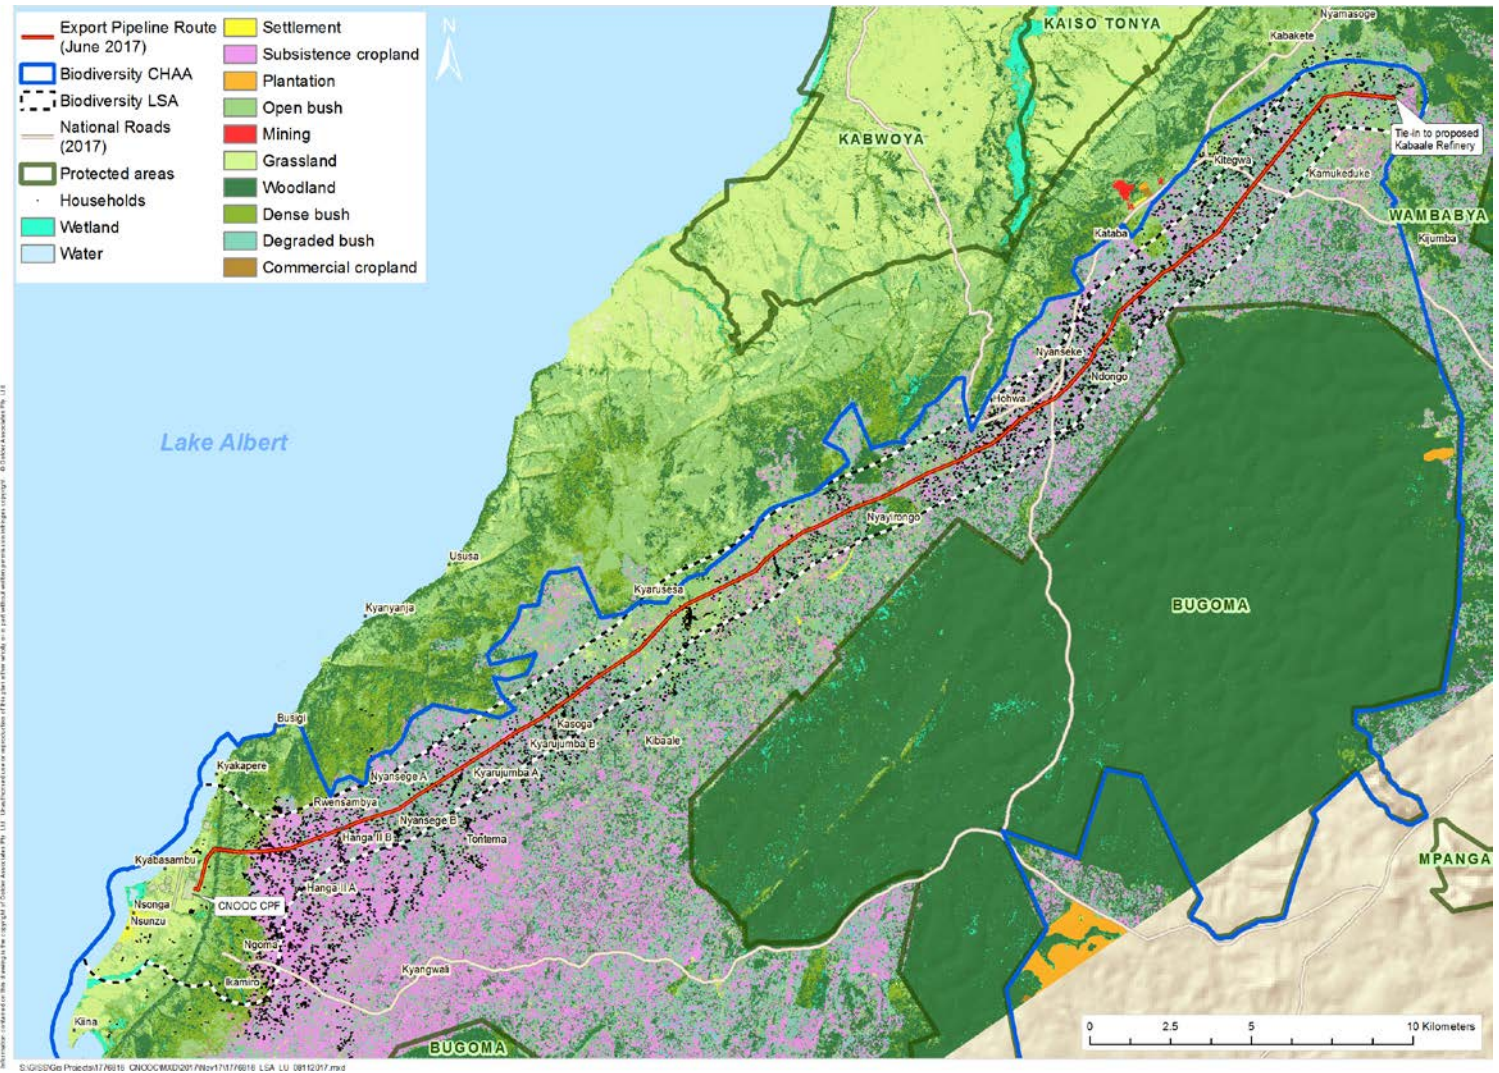 Export Pipeline Route
(June 2017)
Biodiversity CHAA
Biodiversity LSA
National Roads
(2017)
Protected areas
Households
Wetland
Water
Settlement
Subsistence cropland
Plantation
Open bush
Mining
Grassland
Woodland
Dense bush
Degraded bush
Commercial cropland
N
KAISO TONYA
Nyamasoge
Kabakete
KABWOYA
Tie-in to proposed
Kabaale Refinery
Kitegwa
Kamukeduke
WAMBABYA
Kijumba
Kataba
Nyanseke
Ndongo
Hohwa
Lake Albert
Nyayirongo
Ususa
Kyarusesa
Kyanyanja
BUGOMA
Busigi
Kasoga
Kyarujumba B
Kibaale
Kyakapere
Nyansege A
Kyarujumba A
Rwensambya
Nyansege B
Hanga II B
Tontema
Kyabasambu
MPANGA
Hanga II A
CNOOC CPF
Nsonga
Nsunzu
Ngoma
Kyangwali
Ikamiro
Kiina
BUGOMA
0 2.5 5 10 Kilometers